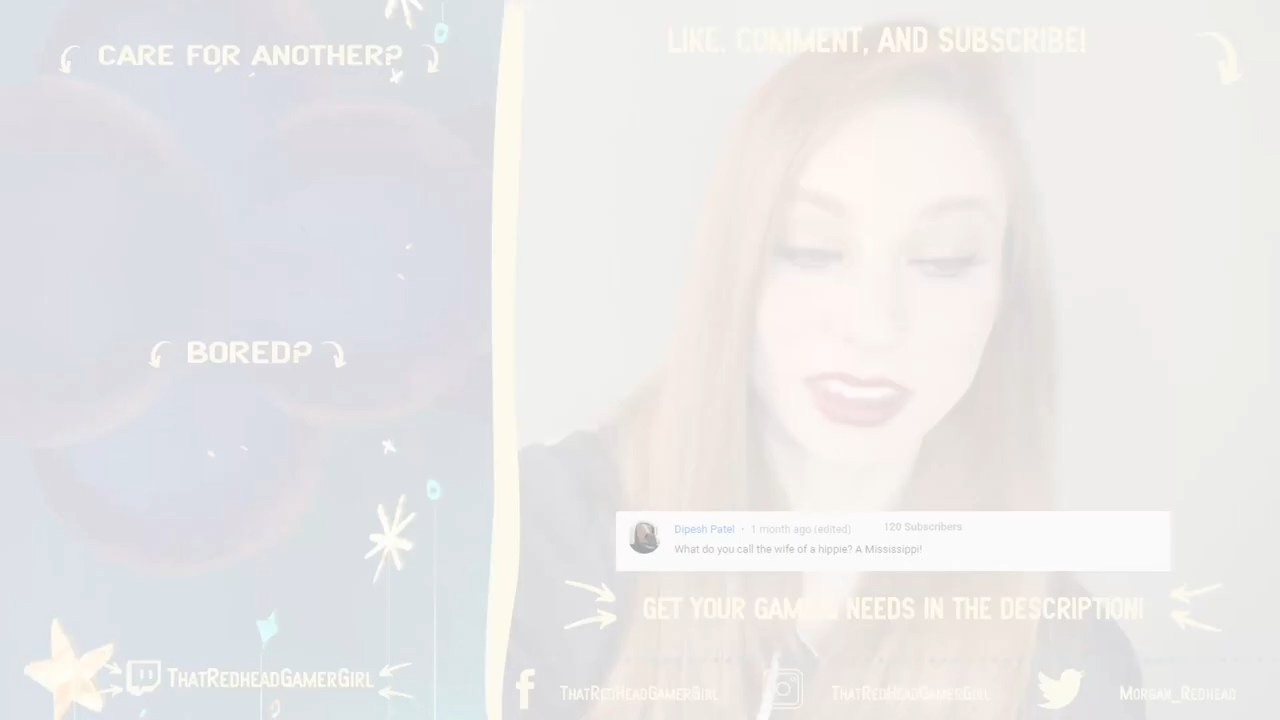 CARE FOR ANOTHER?
LIKE, COMMENT, AND SUBSCRIBE!
BORED?
Dipesh Patel • 1 month ago (edited) 120 Subscribers
What do you call the wife of a hippie? A Mississippi!
GET YOUR GAMING NEEDS IN THE DESCRIPTION!
THATREDHEADGAMERGIRL
THATREDHEADGAMERGIRL
THATREDHEADGAMERGIRL
MORGAN_REDHEAD